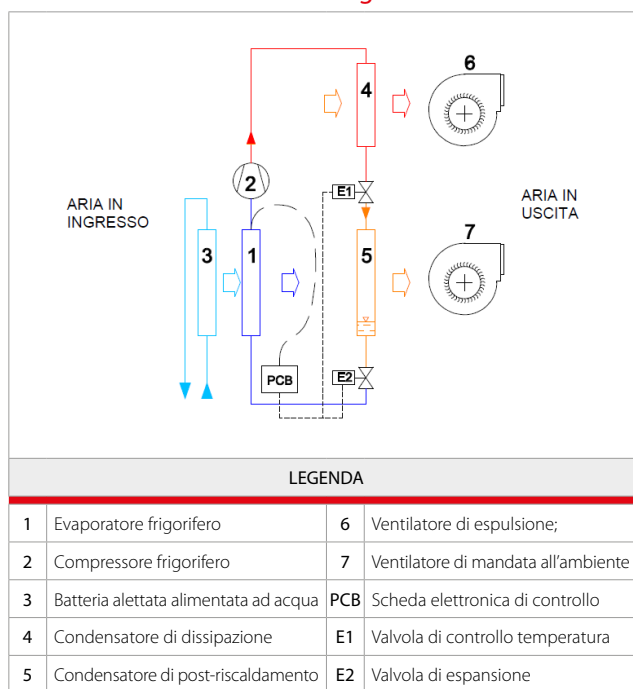 6
4
2
E1
ARIA IN
INGRESSO
ARIA IN
USCITA
7
3
1
5
PCB
E2
LEGENDA
1 Evaporatore frigorifero 6 Ventilatore di espulsione;
2 Compressore frigorifero 7 Ventilatore di mandata all’ambiente
3 Batteria alettata alimentata ad acqua PCB Scheda elettronica di controllo
4 Condensatore di dissipazione E1 Valvola di controllo temperatura
5 Condensatore di post-riscaldamento E2 Valvola di espansione